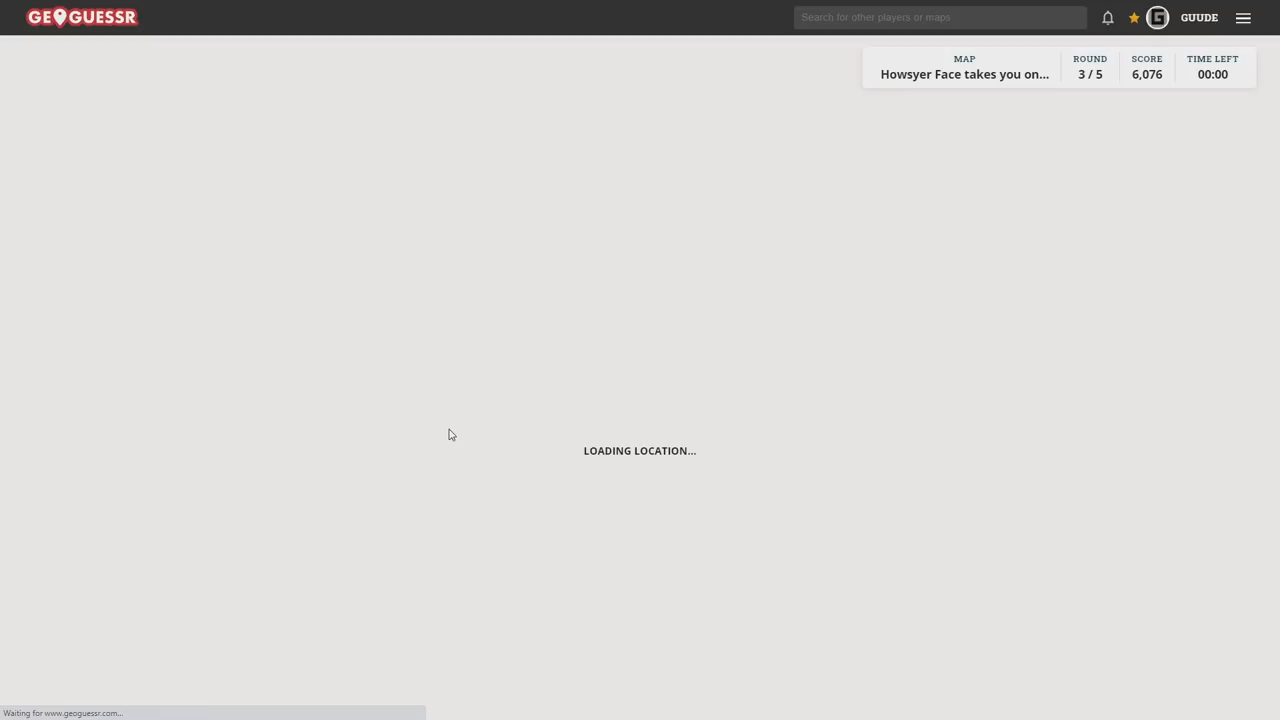 GEOGUESSR
Search for other players or maps
GUUDE
MAP
Howsyer Face takes you on...
ROUND
3 / 5
SCORE
6,076
TIME LEFT
00:00
LOADING LOCATION...
Waiting for www.geoguessr.com...